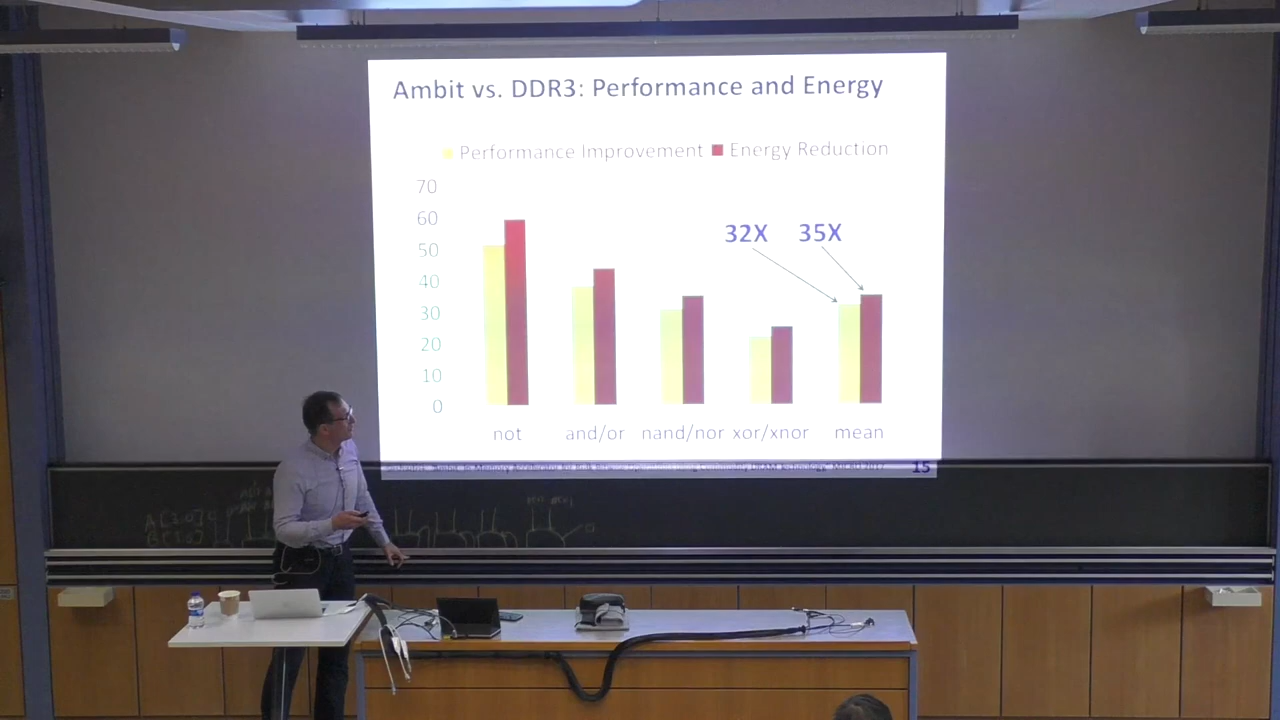 Ambit vs. DDR3: Performance and Energy
Performance Improvement Energy Reduction
70
60
50
40
30
20
10
0
32X 35X
not and/or nand/nor xor/xnor mean
15